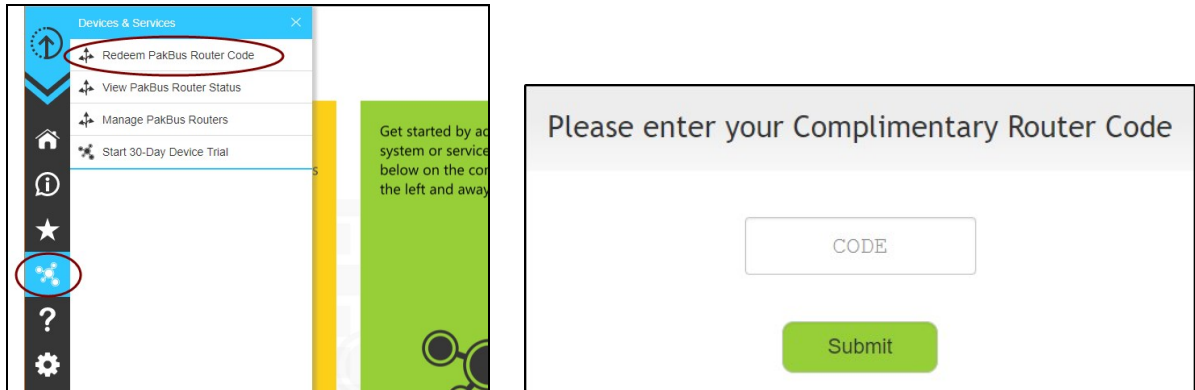 Devices & Services
Redeem PakBus Router Code
View PakBus Router Status
Manage PakBus Routers
Start 30-Day Device Trial
s
Get started by
system or service
below on the
the left and away
Please enter your Complimentary Router Code
CODE
Submit